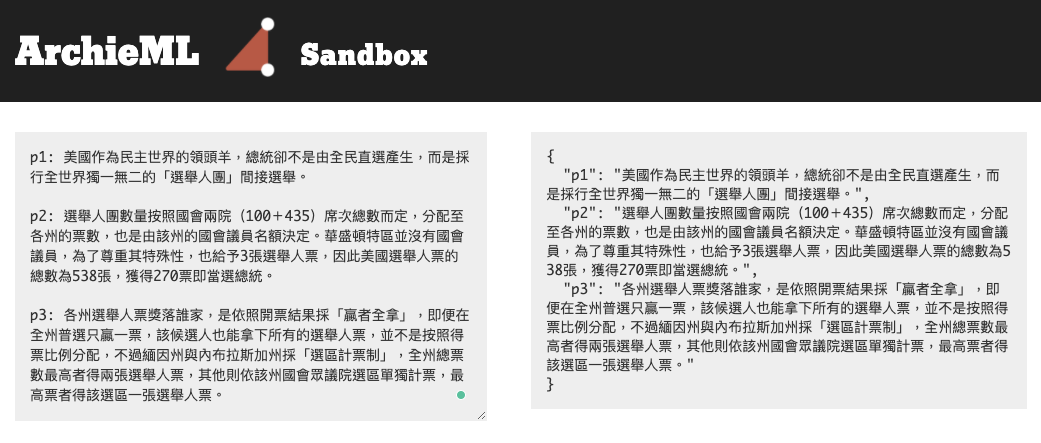 ArchieML Sandbox
p1: 美國作為民主世界的領頭羊，總統卻不是由全民直選產生，而是採
行全世界獨一無二的「選舉人團」間接選舉。
p2: 選舉人團數量按照國會兩院（100＋435）席次總數而定，分配至
各州的票數，也是由該州的國會議員名額決定。華盛頓特區並沒有國會
議員，為了尊重其特殊性，也給予3張選舉人票，因此美國選舉人票的
總數為538張，獲得270票即當選總統。
p3: 各州選舉人票獎落誰家，是依照開票結果採「贏者全拿」，即便在
全州普選只贏一票，該候選人也能拿下所有的選舉人票，並不是按照得
票比例分配，不過緬因州與內布拉斯加州採「選區計票制」，全州總票
數最高者得兩張選舉人票，其他則依該州國會眾議院選區單獨計票，最
高票者得該選區一張選舉人票。
{
"p1": "美國作為民主世界的領頭羊，總統卻不是由全民直選產生，而
是採行全世界獨一無二的「選舉人團」間接選舉。",
"p2": "選舉人團數量按照國會兩院（100＋435）席次總數而定，分配
至各州的票數，也是由該州的國會議員名額決定。華盛頓特區並沒有國會議
員，為了尊重其特殊性，也給予3張選舉人票，因此美國選舉人票的總數為5
38張，獲得270票即當選總統。",
"p3": "各州選舉人票獎落誰家，是依照開票結果採「贏者全拿」，即
便在全州普選只贏一票，該候選人也能拿下所有的選舉人票，並不是按照得
票比例分配，不過緬因州與內布拉斯加州採「選區計票制」，全州總票數最
高者得兩張選舉人票，其他則依該州國會眾議院選區單獨計票，最高票者得
該選區一張選舉人票。"
}